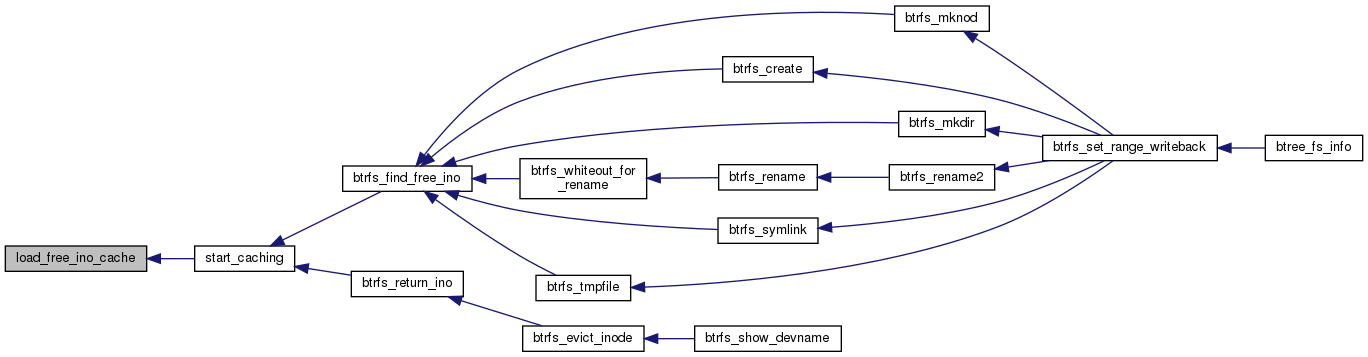 btrfs_mknod
btrfs_create
btrfs_mkdir
btrfs_set_range_writeback
btree_fs_info
btrfs_find_free_ino
btrfs_whiteout_for
_rename
btrfs_rename
btrfs_rename2
btrfs_symlink
load_free_ino_cache
start_caching
btrfs_return_ino
btrfs_tmpfile
btrfs_evict_inode
btrfs_show_devname